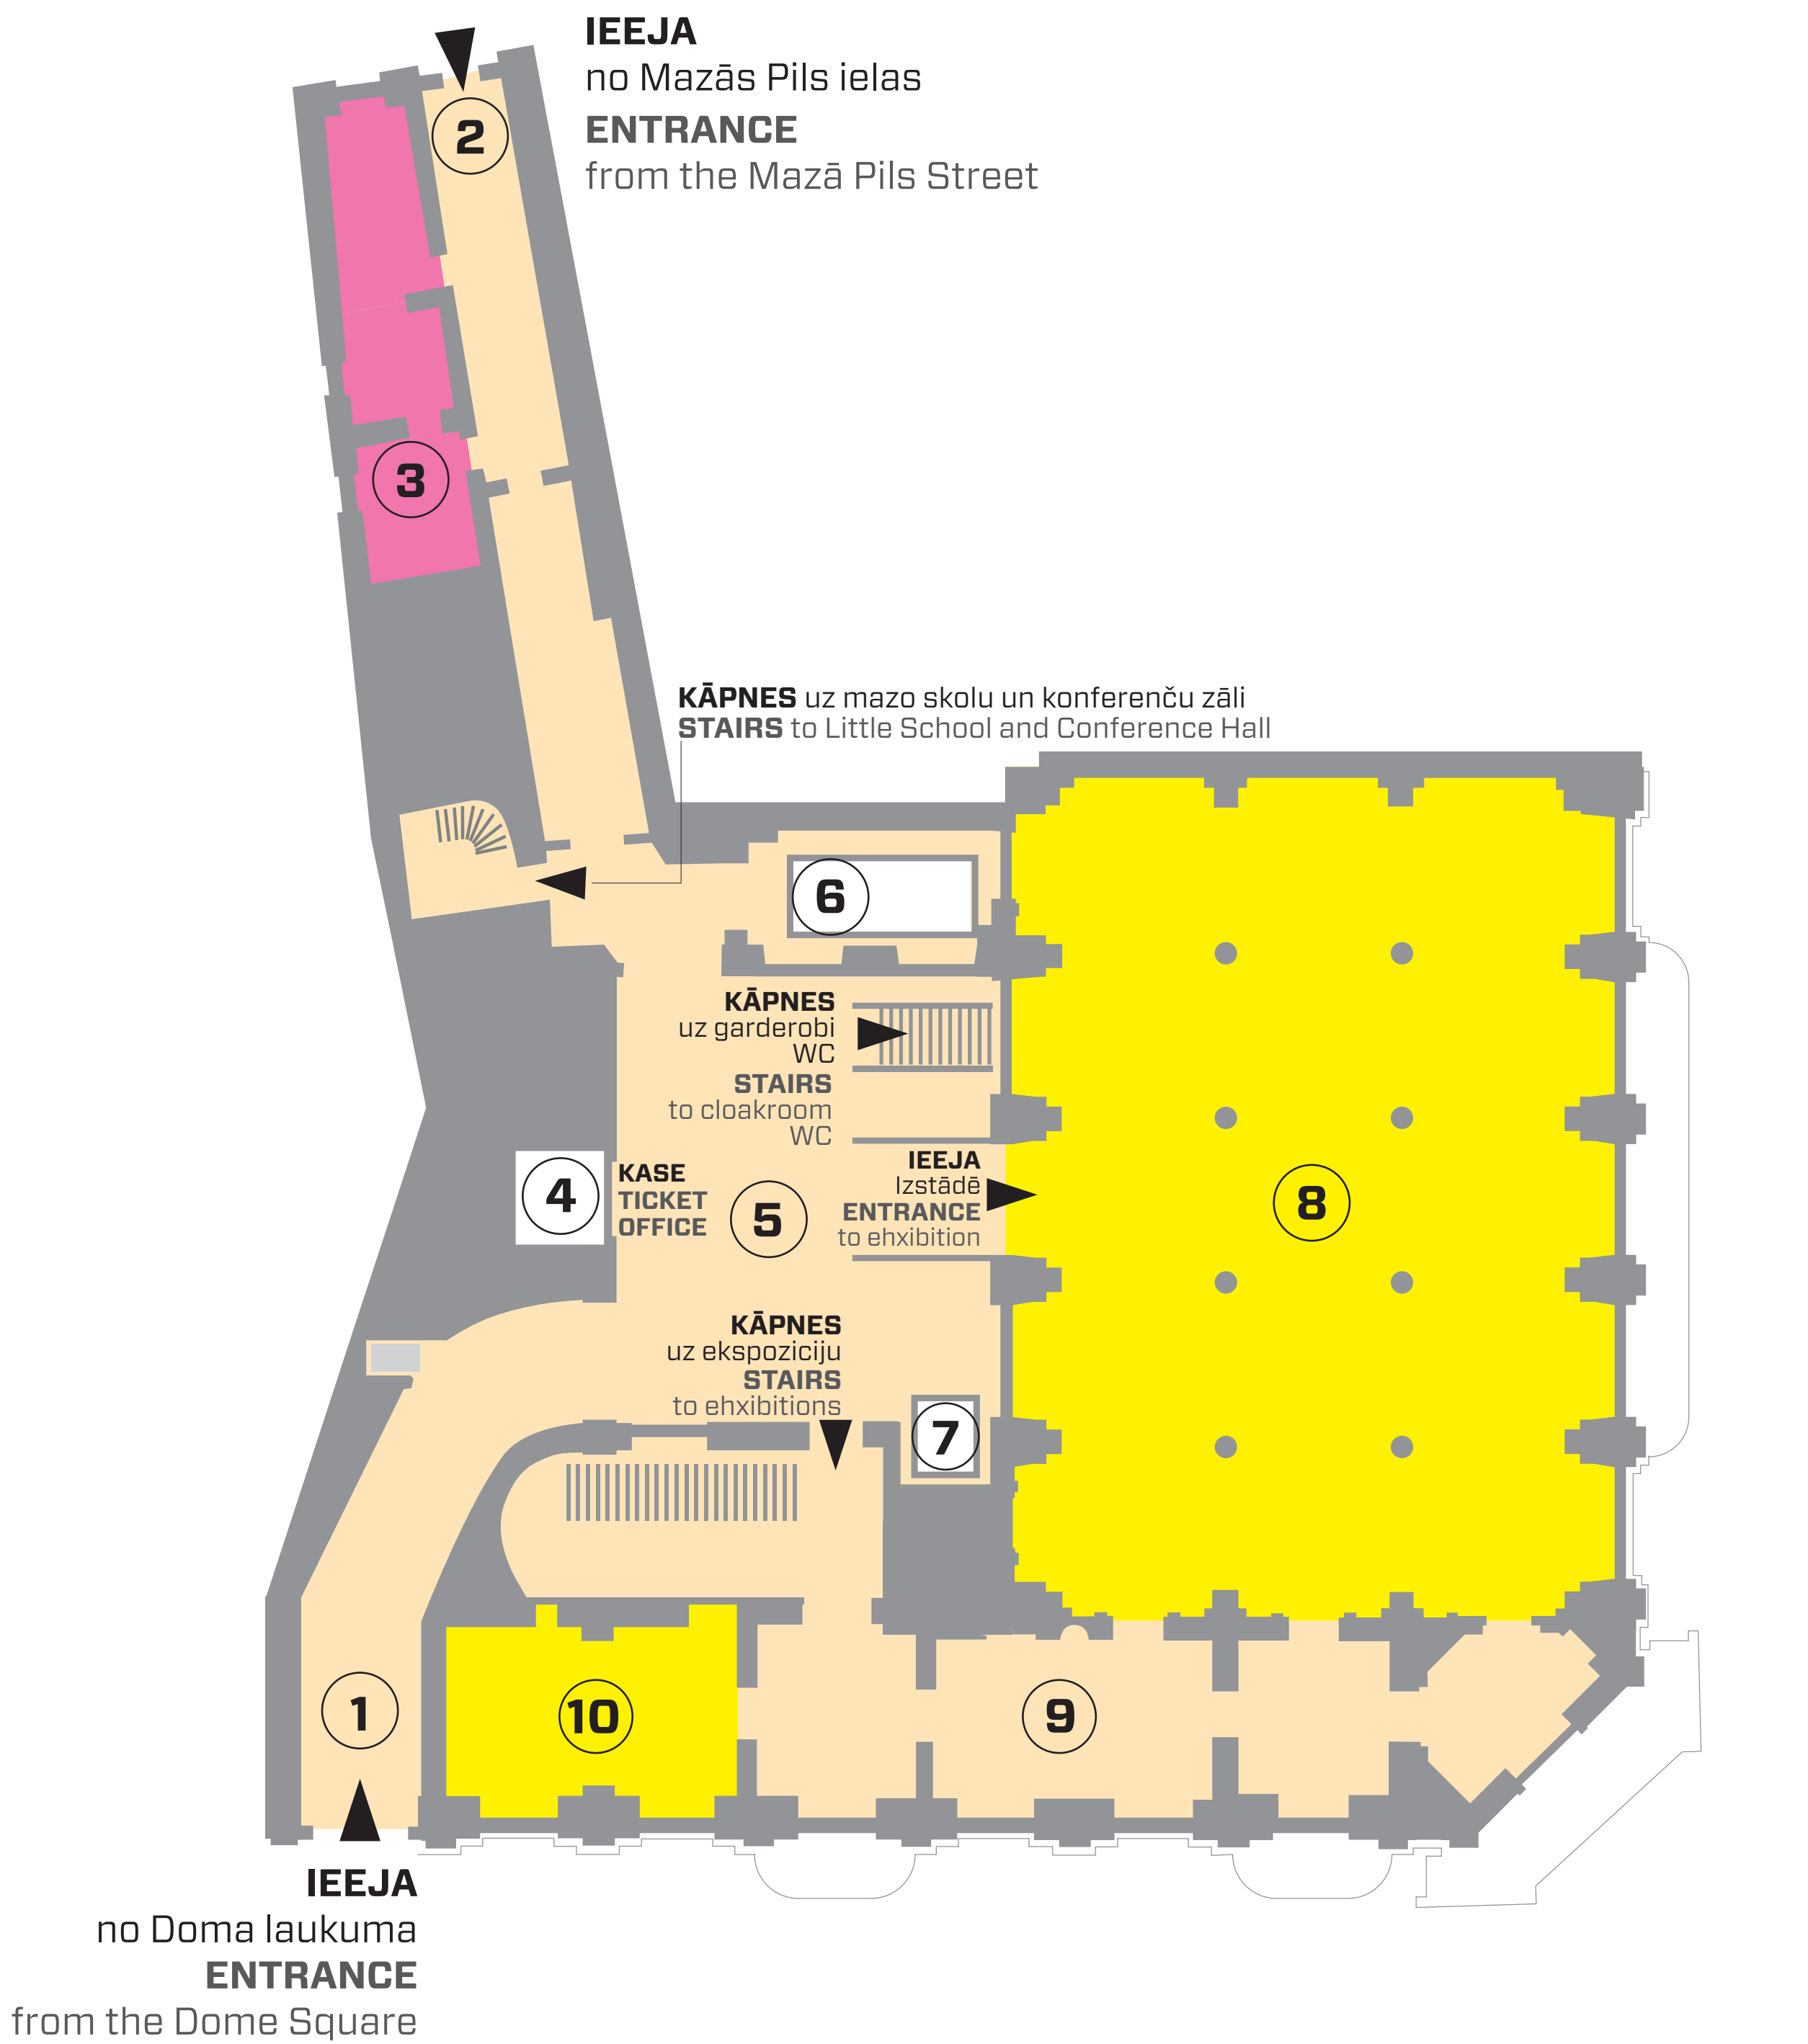 IEEJA
no Mazās Pils ielas
ENTRANCE
from the Mazā Pils Street
2
3
KĀPNES uz mazo skolu un konferenču zāli
STAIRS to Little School and Conference Hall
6
KĀPNES
uz garderobi
WC
STAIRS
to cloakroom
WC
4
KASE
TICKET
OFFICE
5
IEEJA
Izstādē
ENTRANCE
to ehxibition
8
KĀPNES
uz ekspoziciju
STAIRS
to ehxibitions
7
1
10
9
IEEJA
no Doma laukuma
ENTRANCE
from the Dome Square